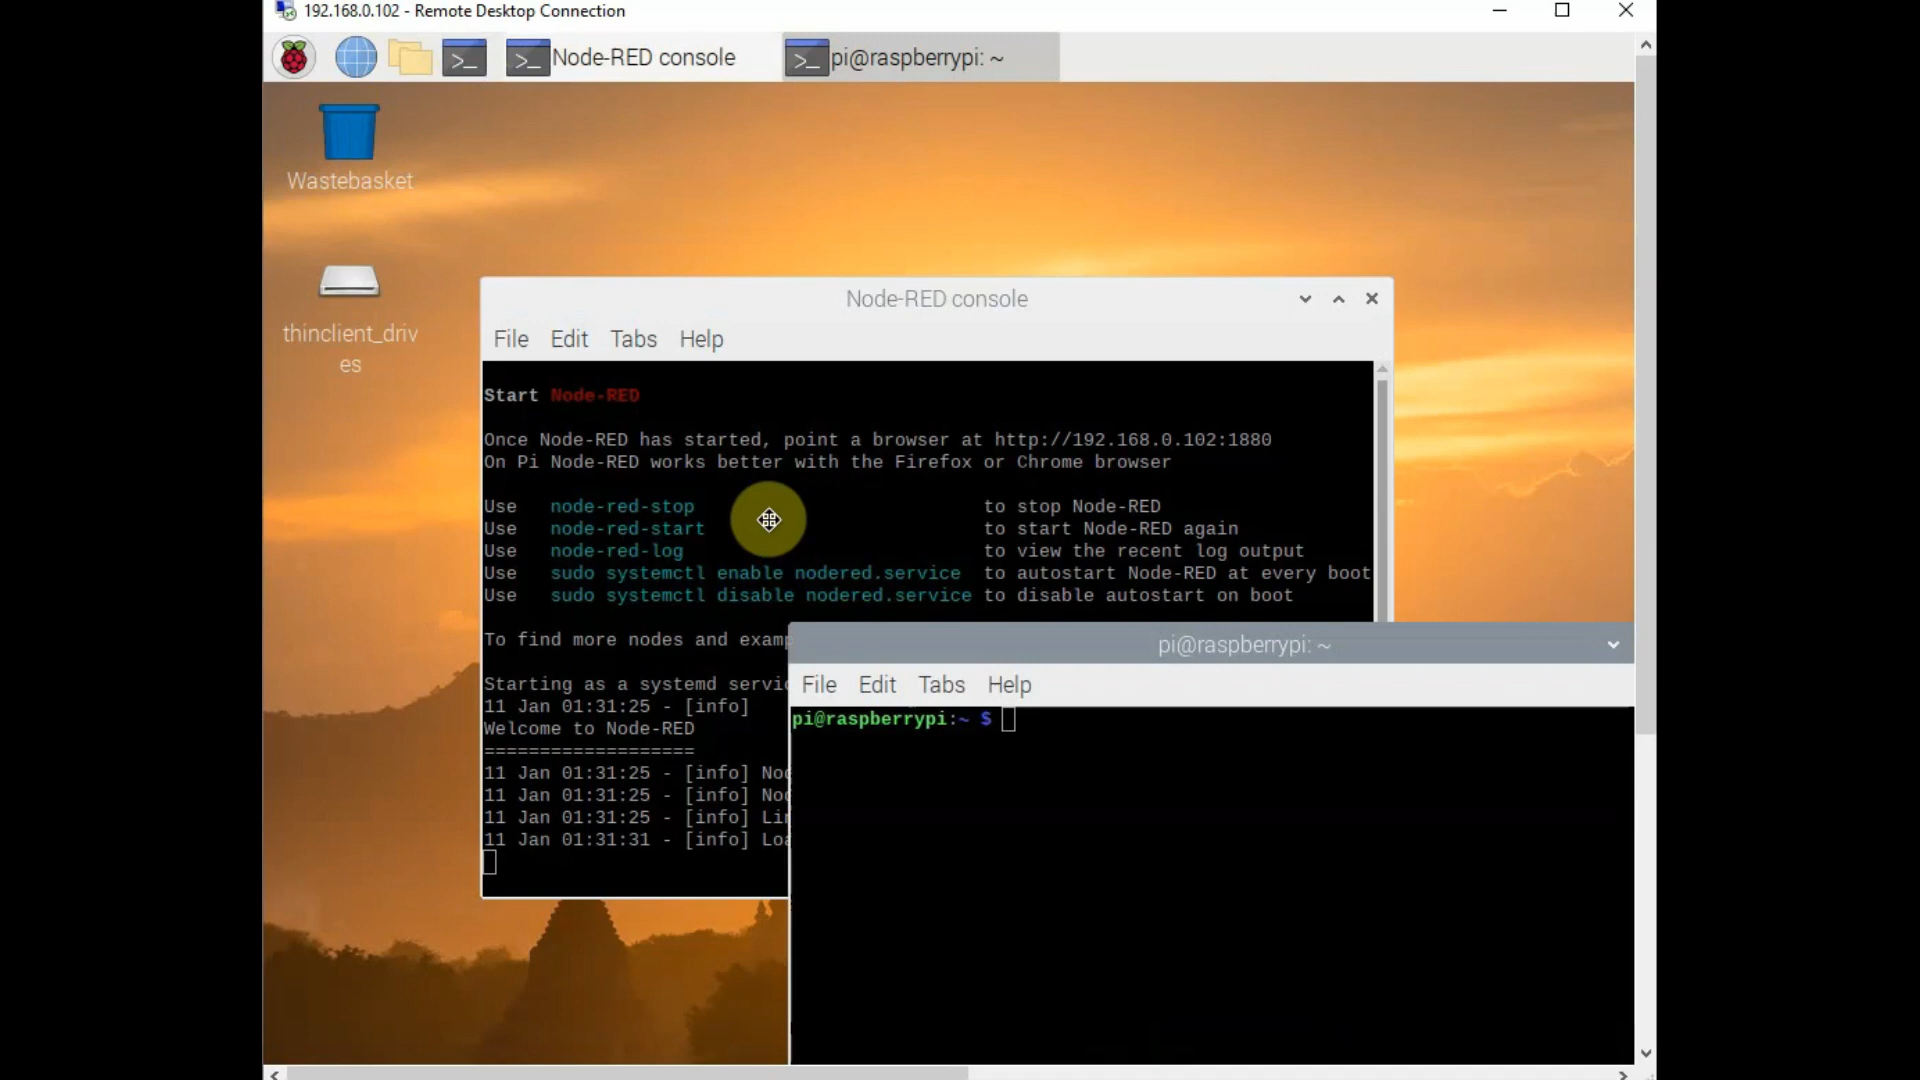 192.168.0.102 - Remote Desktop Connection
Node-RED console
pi@raspberrypi: ~
Wastebasket
thinclient_driv
es
Node-RED console
File Edit Tabs Help
Start Node-RED
Once Node-RED has started, point a browser at http://192.168.0.102:1880
On Pi Node-RED works better with the Firefox or Chrome browser
Use node-red-stop to stop Node-RED
Use node-red-start to start Node-RED again
Use node-red-log to view the recent log output
Use sudo systemctl enable nodered.service to autostart Node-RED at every boot
Use sudo systemctl disable nodered.service to disable autostart on boot
To find more nodes and examp
Starting as a systemd servic
11 Jan 01:31:25 - [info]
Welcome to Node-RED
===================
11 Jan 01:31:25 - [info] Nod
11 Jan 01:31:25 - [info] Nod
11 Jan 01:31:25 - [info] Lin
11 Jan 01:31:31 - [info] Loa
pi@raspberrypi: ~
File Edit Tabs Help
pi@raspberrypi:~ $